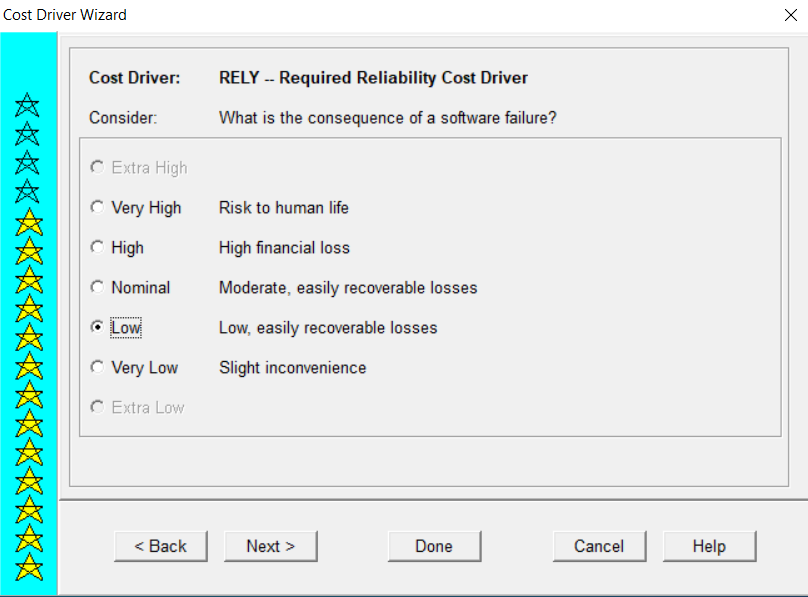 Cost Driver Wizard
Cost Driver: RELY -- Required Reliability Cost Driver
Consider: What is the consequence of a software failure?
Extra High
Very High Risk to human life
High High financial loss
Nominal Moderate, easily recoverable losses
Low Low, easily recoverable losses
Very Low Slight inconvenience
Extra Low
< Back Next > Done Cancel Help